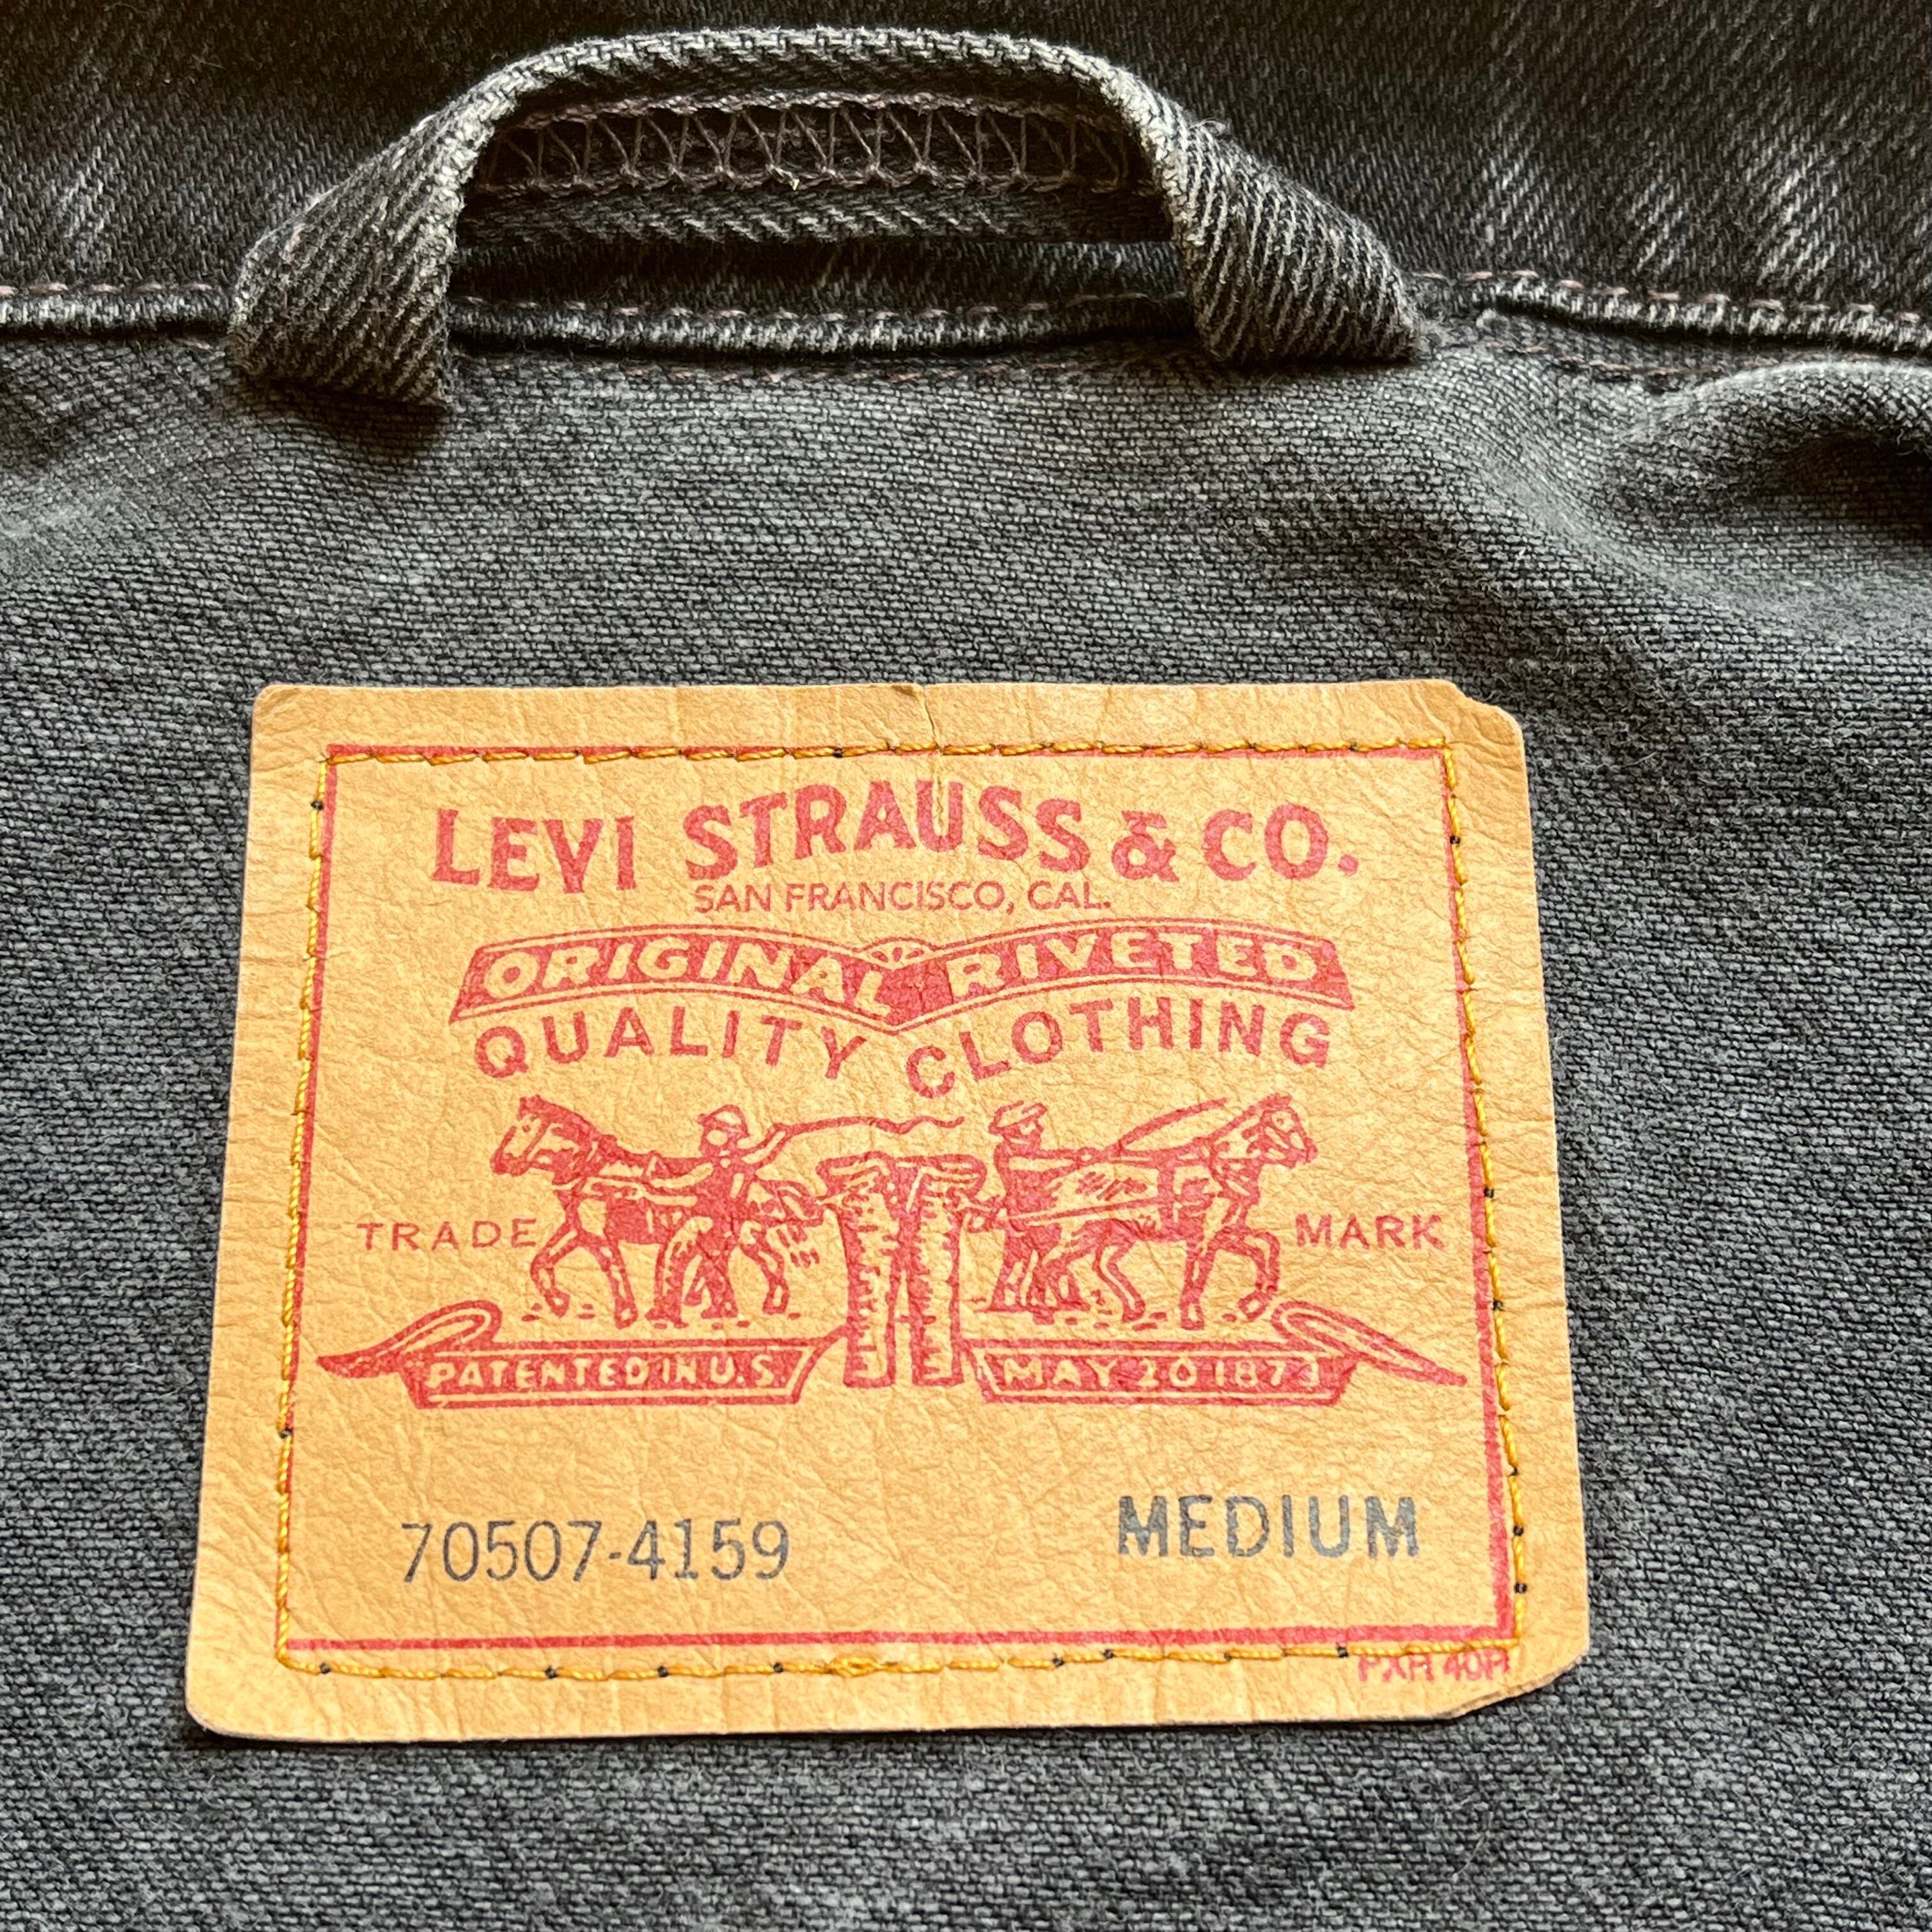 LEVI STRAUSS & CO.
SAN FRANCISCO, CAL.
ORIGINAL RIVETED
QUALITY CLOTHING
TRADE MARK
PATENTED IN U.S. MAY 20 1873
70507-4159 MEDIUM